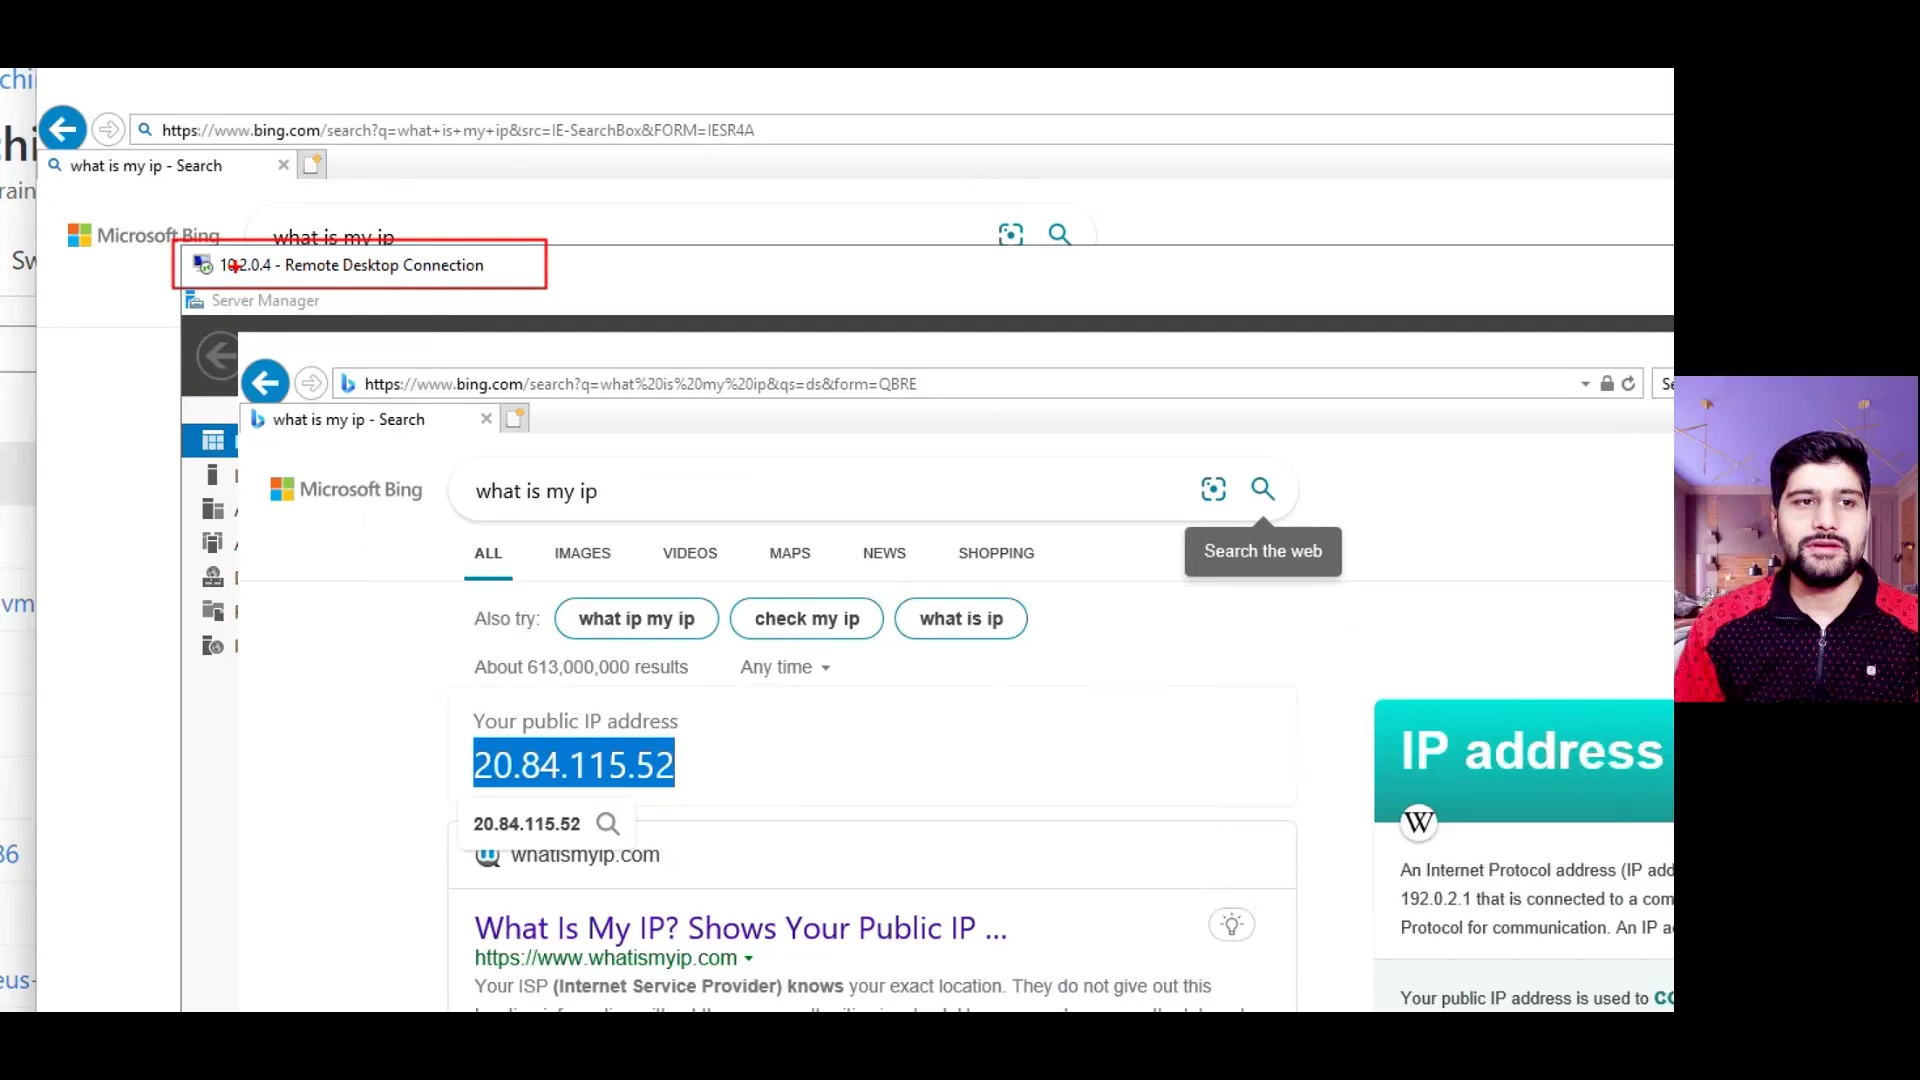 chi
https://www.bing.com/search?q=what+is+my+ip&src=IE-SearchBox&FORM=IESR4A
hi
what is my ip - Search
rain
Microsoft Bing
what is my ip
Sw
10.2.0.4 - Remote Desktop Connection
Server Manager
https://www.bing.com/search?q=what%20is%20my%20ip&qs=ds&form=QBRE
Se
what is my ip - Search
Microsoft Bing
what is my ip
Search the web
ALL
IMAGES
VIDEOS
MAPS
NEWS
SHOPPING
vm
Also try:
what ip my ip
check my ip
what is ip
About 613,000,000 results
Any time
Your public IP address
20.84.115.52
IP address
20.84.115.52
W
whatismyip.com
An Internet Protocol address (IP add
192.0.2.1 that is connected to a com
Protocol for communication. An IP a
What Is My IP? Shows Your Public IP ...
https://www.whatismyip.com
eus-
Your ISP (Internet Service Provider) knows your exact location. They do not give out this
Your public IP address is used to